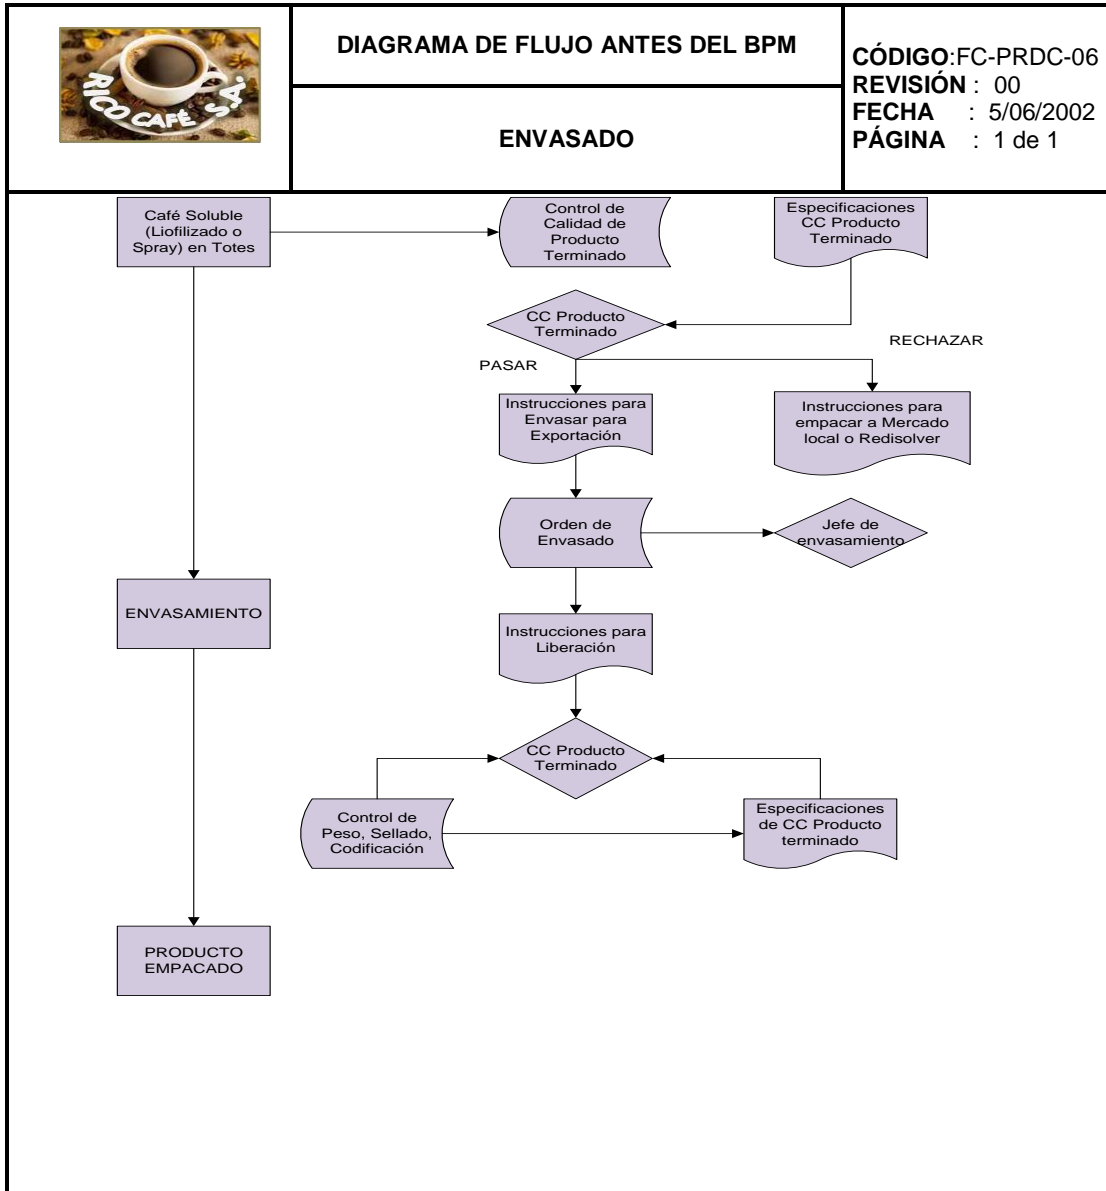 RICO CAFÉ S.A.
DIAGRAMA DE FLUJO ANTES DEL BPM
ENVASADO
CÓDIGO:FC-PRDC-06
REVISIÓN : 00
FECHA : 5/06/2002
PÁGINA : 1 de 1
Café Soluble
(Liofilizado o
Spray) en Totes
Control de
Calidad de
Producto
Terminado
Especificaciones
CC Producto
Terminado
CC Producto
Terminado
RECHAZAR
PASAR
Instrucciones para
Envasar para
Exportación
Instrucciones para
empacar a Mercado
local o Redisolver
Orden de
Envasado
Jefe de
envasamiento
ENVASAMIENTO
Instrucciones para
Liberación
CC Producto
Terminado
Control de
Peso, Sellado,
Codificación
Especificaciones
de CC Producto
terminado
PRODUCTO
EMPACADO